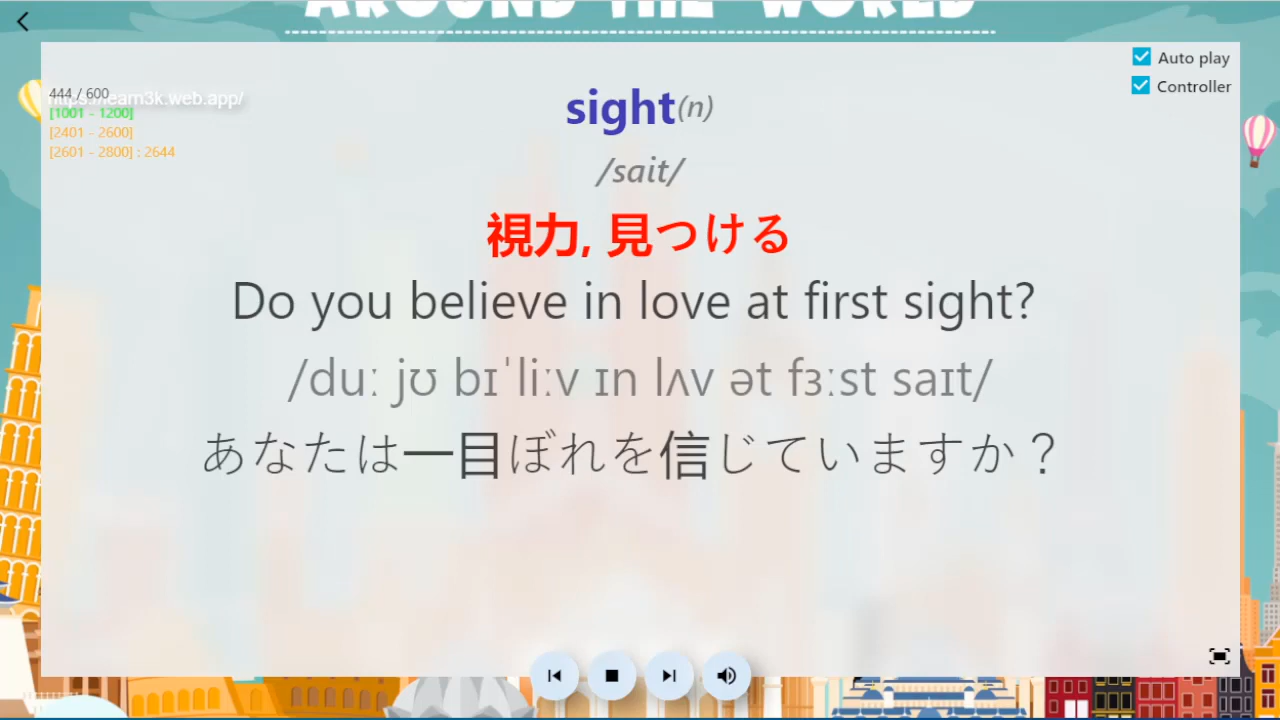 AROUND THE WORLD
Auto play
Controller
444 / 600
https://learn3k.web.app/
[1001 - 1200]
[2401 - 2600]
[2601 - 2800] : 2644
sight(n)
/sait/
視力, 見つける
Do you believe in love at first sight?
/duː jʊ bɪˈliːv ɪn lʌv ət fɜːst saɪt/
あなたは一目ぼれを信じていますか？